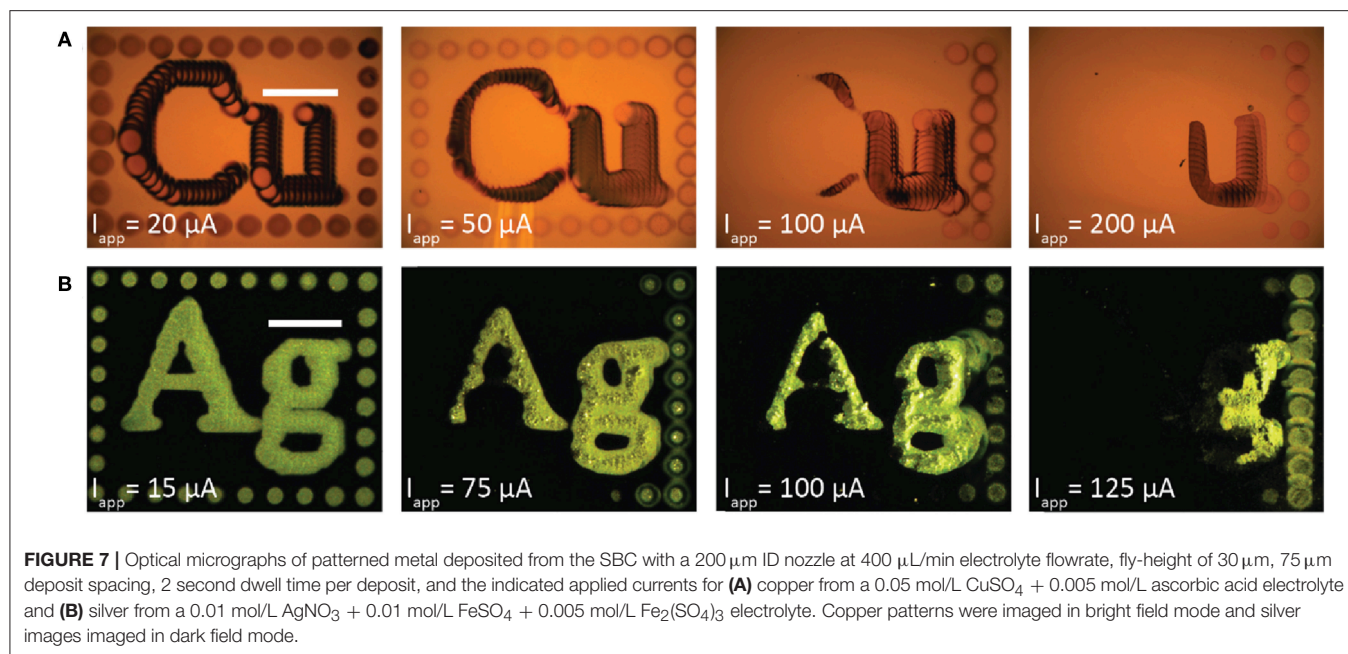 A
Cu
I app = 20 µA
Cu
I app = 50 µA
u
I app = 100 µA
u
I app = 200 µA
B
Ag
I app = 15 µA
Ag
I app = 75 µA
Ag
I app = 100 µA
I app = 125 µA
FIGURE 7 | Optical micrographs of patterned metal deposited from the SBC with a 200 µm ID nozzle at 400 µL/min electrolyte flowrate, fly-height of 30 µm, 75 µm
deposit spacing, 2 second dwell time per deposit, and the indicated applied currents for (A) copper from a 0.05 mol/L CuSO4 + 0.005 mol/L ascorbic acid electrolyte
and (B) silver from a 0.01 mol/L AgNO3 + 0.01 mol/L FeSO4 + 0.005 mol/L Fe2(SO4)3 electrolyte. Copper patterns were imaged in bright field mode and silver
images imaged in dark field mode.